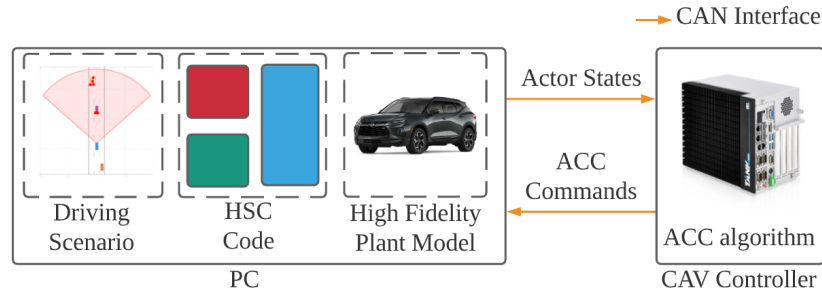 CAN Interface
Actor States
ACC
Commands
Driving
Scenario
HSC
Code
High Fidelity
Plant Model
PC
TANK
ACC algorithm
CAV Controller